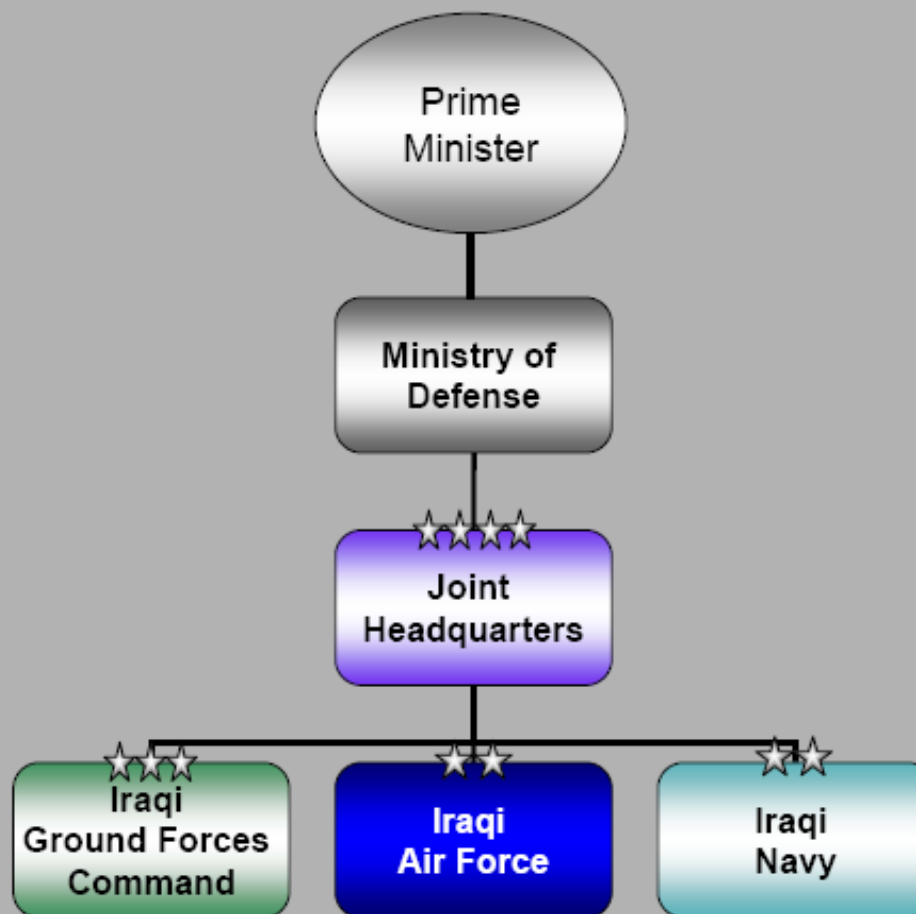 Prime
Minister
Ministry of
Defense
Joint
Headquarters
Iraqi
Ground Forces
Command
Iraqi
Air Force
Iraqi
Navy